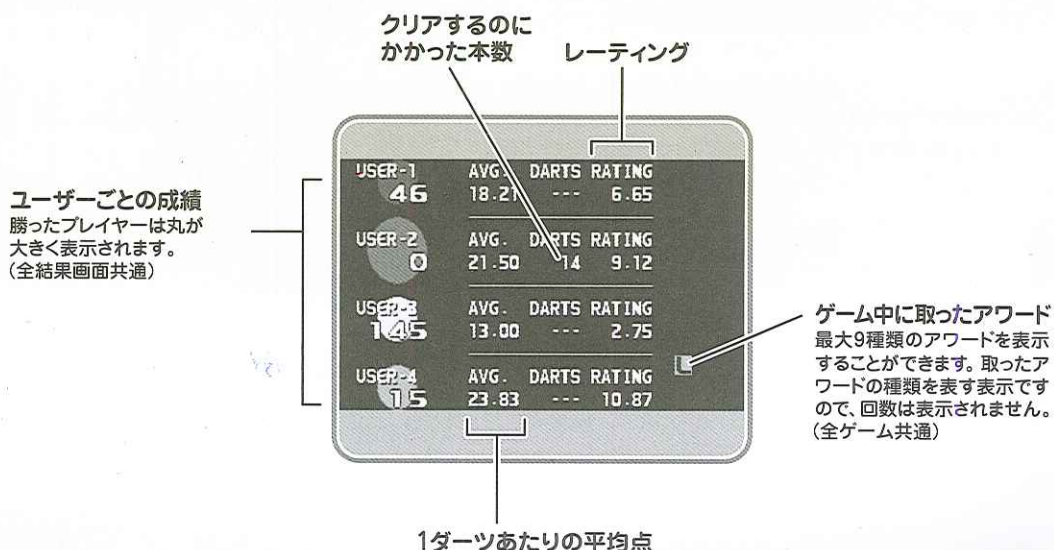 クリアするのに
かかった本数
レーティング
ユーザーごとの成績
勝ったプレイヤーは丸が
大きく表示されます。
(全結果画面共通)
USER-1 AVG. DARTS RATING
46 18.21 --- 6.65
USER-2 AVG. DARTS RATING
0 21.50 14 9.12
USER-3 AVG. DARTS RATING
145 13.00 --- 2.75
USER-4 AVG. DARTS RATING
15 23.83 --- 10.87
ゲーム中に取ったアワード
最大9種類のアワードを表示
することができます。取ったア
ワードの種類を表す表示です
ので、回数は表示されません。
(全ゲーム共通)
1ダーツあたりの平均点